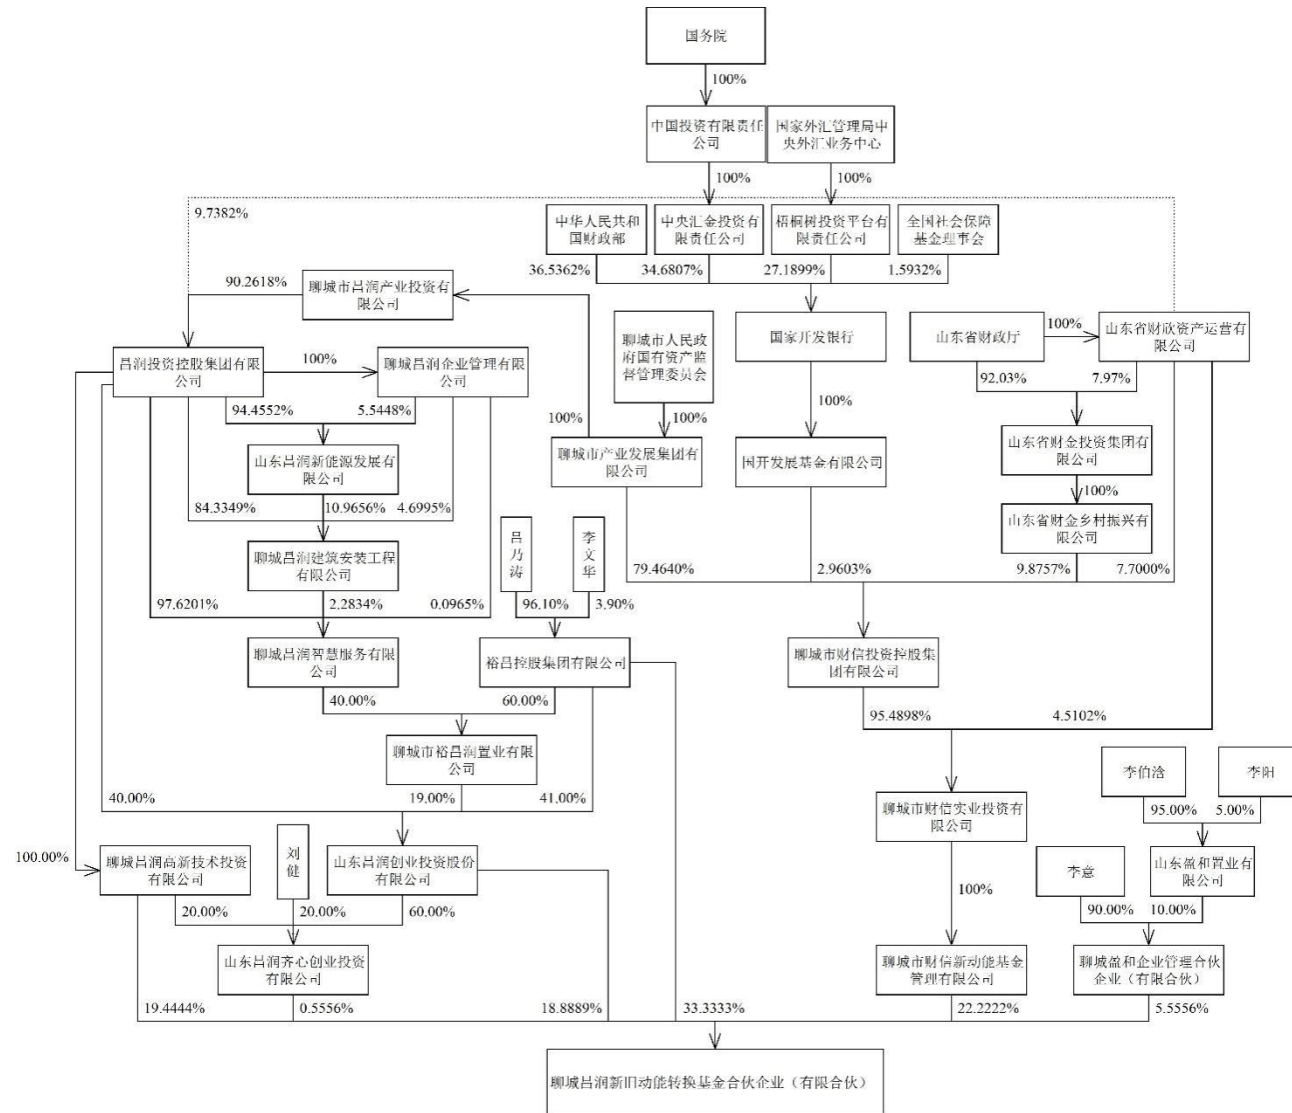 国务院
100%
中国投资有限责任
公司
国家外汇管理局中
央外汇业务中心
100%
100%
9.7382%
中华人民共和
国财政部
中央汇金投资有
限责任公司
梧桐树投资平台有
限责任公司
全国社会保障
基金理事会
36.5362%
34.6807%
27.1899%
1.5932%
90.2618%
聊城市昌润产业投资有
限公司
聊城市人民政
府国有资产监
督管理委员会
国家开发银行
山东省财政厅
100%
山东省财欣资产运营有
限公司
昌润投资控股集团有限
公司
100%
聊城昌润企业管理有限
公司
92.03%
7.97%
94.4552%
5.5448%
100%
100%
100%
山东昌润新能源发展有
限公司
聊城市产业发展集团有
限公司
国开发展基金有限公司
山东省财金投资集团有
限公司
100%
84.3349%
10.9656%
4.6995%
吕乃涛
李文华
山东省财金乡村振兴有
限公司
聊城昌润建筑安装工程
有限公司
79.4640%
2.9603%
9.8757%
7.7000%
97.6201%
2.2834%
0.0965%
96.10%
3.90%
聊城昌润智慧服务有限
公司
裕昌控股集团有限公司
聊城市财信投资控股集
团有限公司
40.00%
60.00%
95.4898%
4.5102%
聊城市裕昌润置业有限
公司
李伯浛
李阳
40.00%
19.00%
41.00%
聊城市财信实业投资有
限公司
95.00%
5.00%
100.00%
聊城昌润高新技术投资
有限公司
刘健
山东昌润创业投资股份
有限公司
李意
山东盈和置业有
限公司
100%
20.00%
20.00%
60.00%
90.00%
10.00%
山东昌润齐心创业投资
有限公司
聊城市财信新动能基金
管理有限公司
聊城盈和企业管理合伙
企业（有限合伙）
19.4444%
0.5556%
18.8889%
33.3333%
22.2222%
5.5556%
聊城昌润新旧动能转换基金合伙企业（有限合伙）